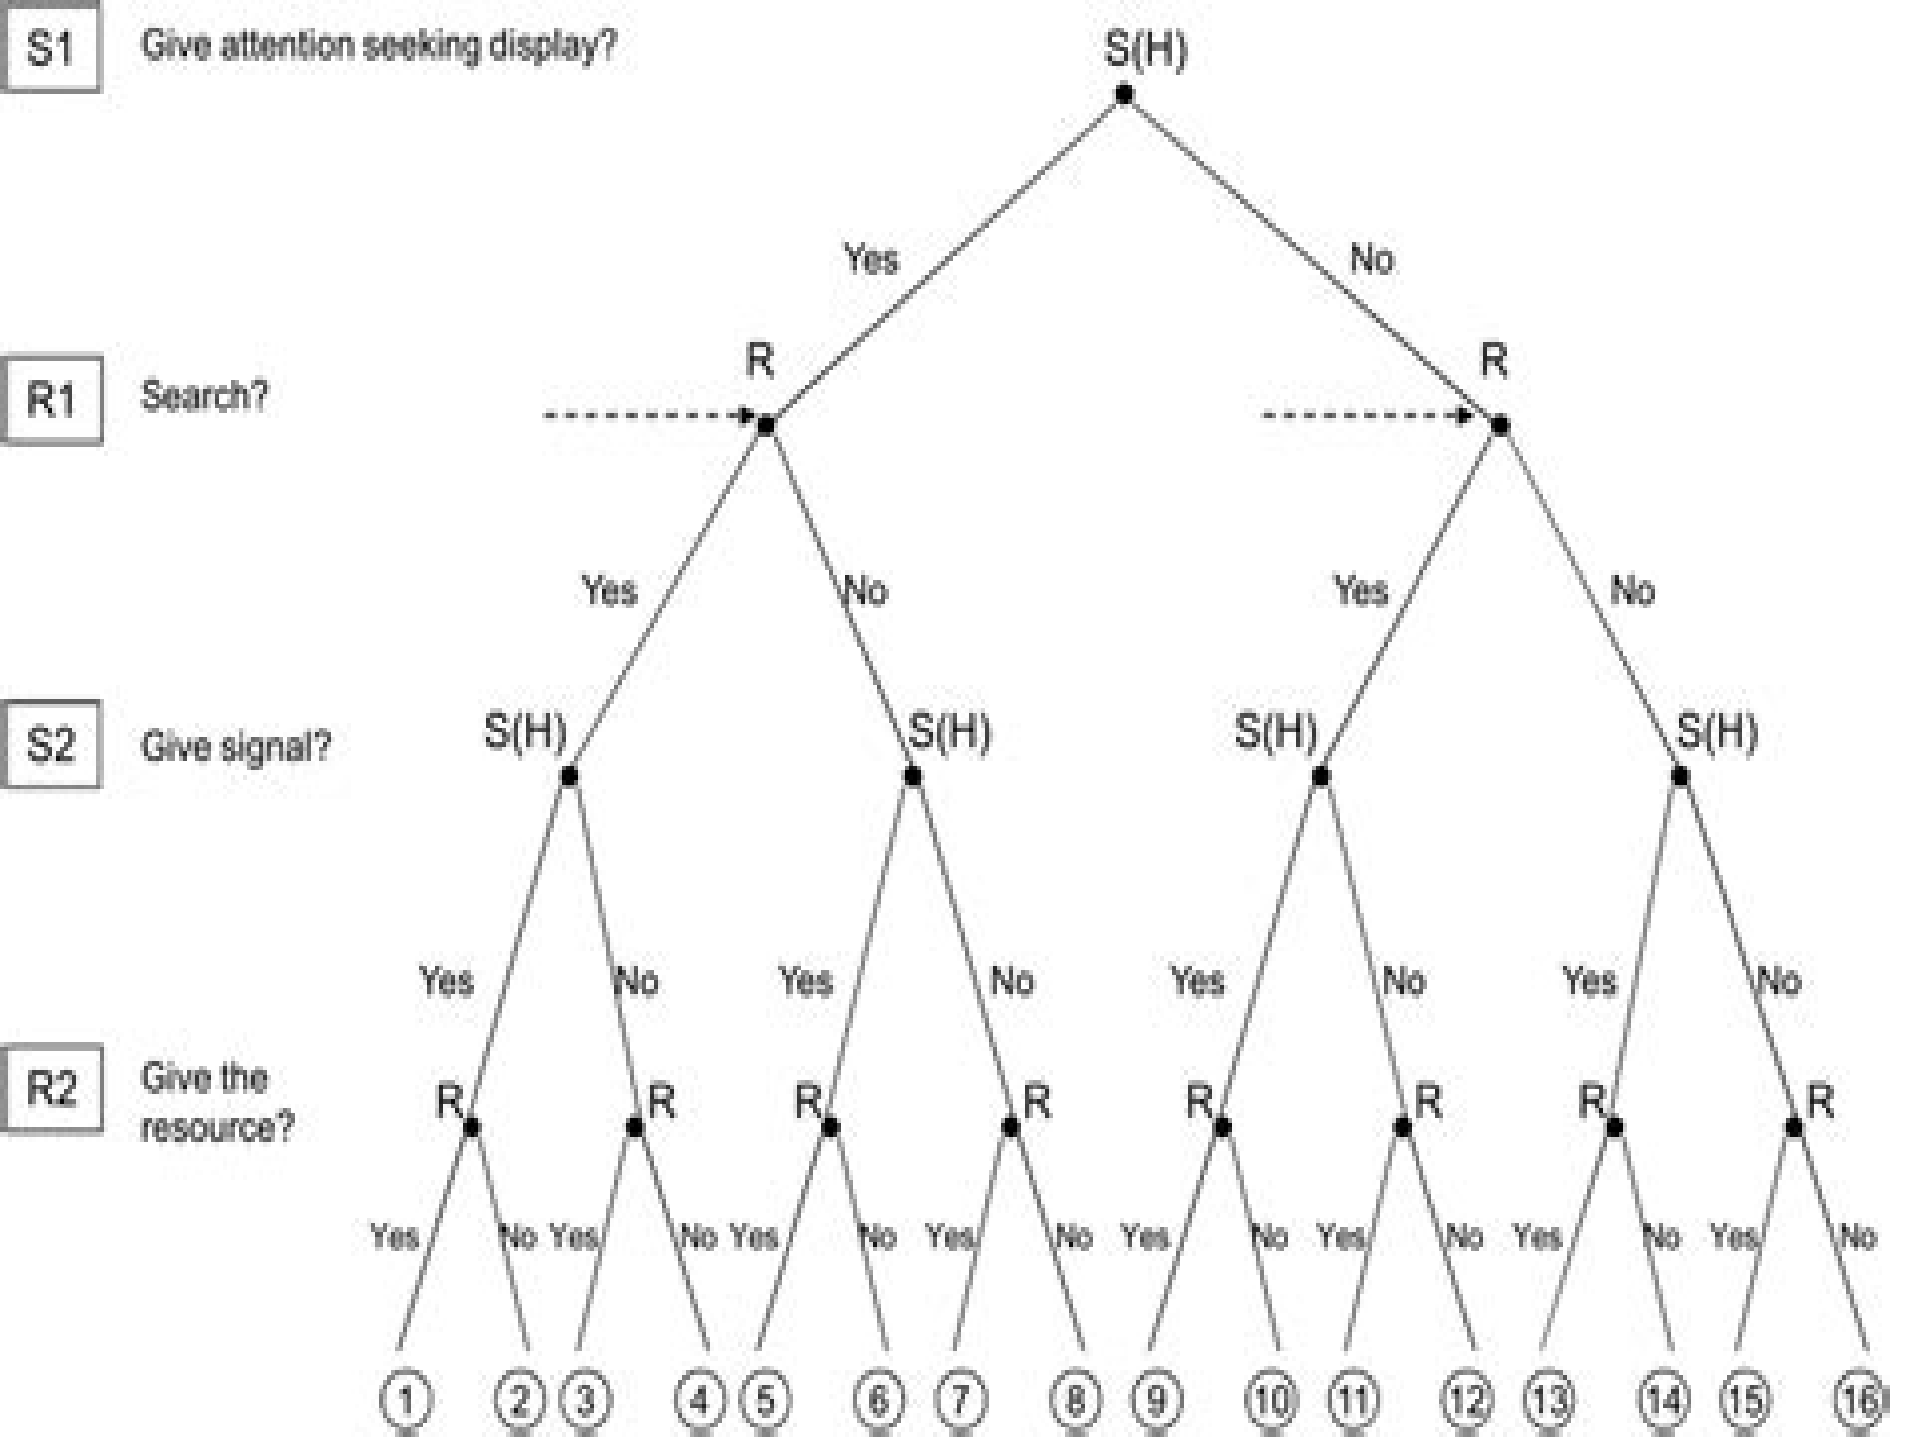 S1 Give attention seeking display? S(H)
Yes No
R R
R1 Search?
Yes No Yes No
S(H) S(H) S(H) S(H)
S2 Give signal?
Yes No Yes No Yes No Yes No
R2 Give the
resource?
R R R R R R R R
Yes No Yes No Yes No Yes No Yes No Yes No Yes No Yes No
1 2 3 4 5 6 7 8 9 10 11 12 13 14 15 16